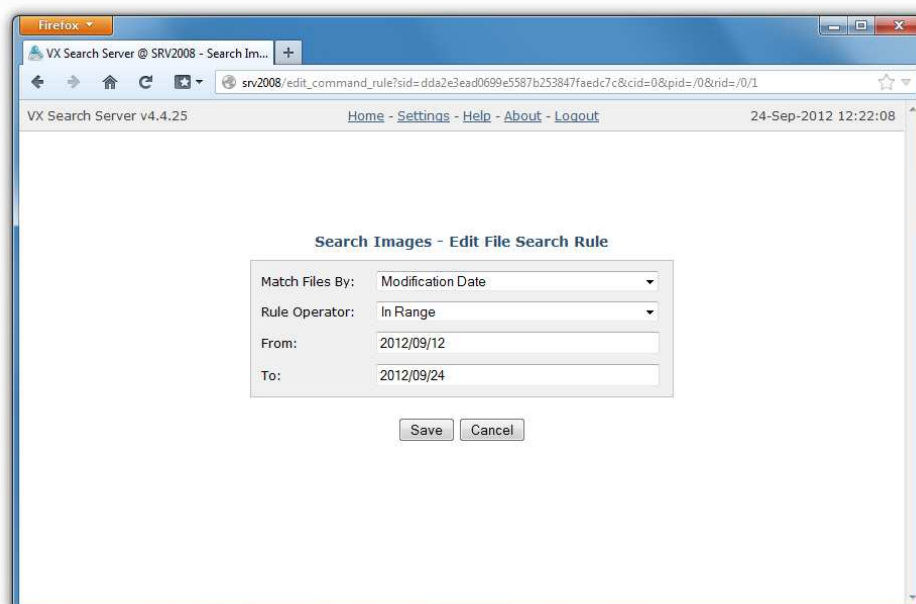 Firefox
VX Search Server @ SRV2008 - Search Im...
srv2008/edit_command_rule?sid=dda2e3ead0699e5587b253847faedc7c&cid=0&pid=/0&rid=/0/1
VX Search Server v4.4.25 Home - Settings - Help - About - Logout 24-Sep-2012 12:22:08
Search Images - Edit File Search Rule
Match Files By: Modification Date
Rule Operator: In Range
From: 2012/09/12
To: 2012/09/24
Save Cancel